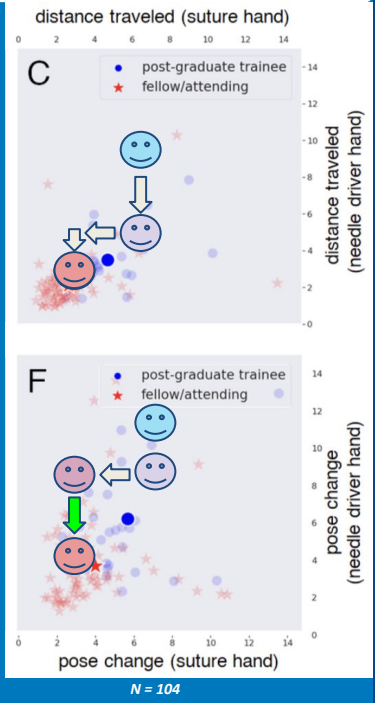 distance traveled (suture hand)
0 2 4 6 8 10 12 14
C
post-graduate trainee
fellow/attending
14
12
10
8
6
4
2
0
distance traveled
(needle driver hand)
F
post-graduate trainee
fellow/attending
14
12
10
8
6
4
2
0
pose change
(needle driver hand)
0 2 4 6 8 10 12 14
pose change (suture hand)
N = 104